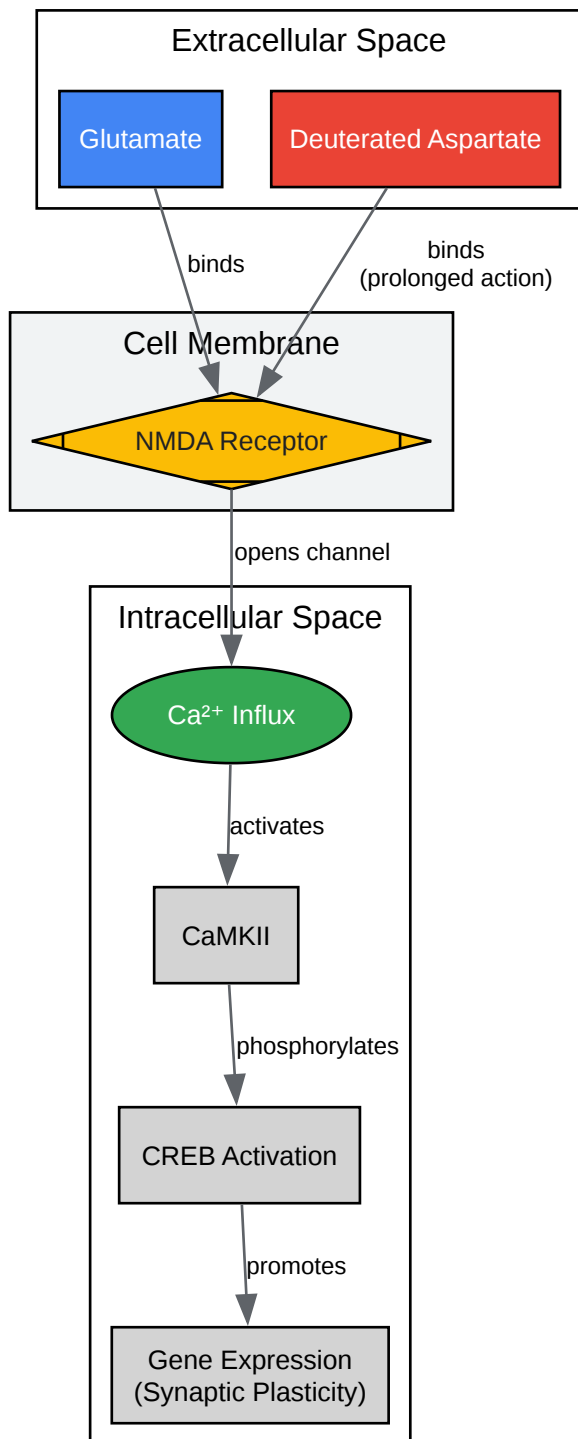 Extracellular Space
Glutamate
Deuterated Aspartate
binds
binds
(prolonged action)
Cell Membrane
NMDA Receptor
opens channel
Intracellular Space
Ca²⁺ Influx
activates
CaMKII
phosphorylates
CREB Activation
promotes
Gene Expression
(Synaptic Plasticity)